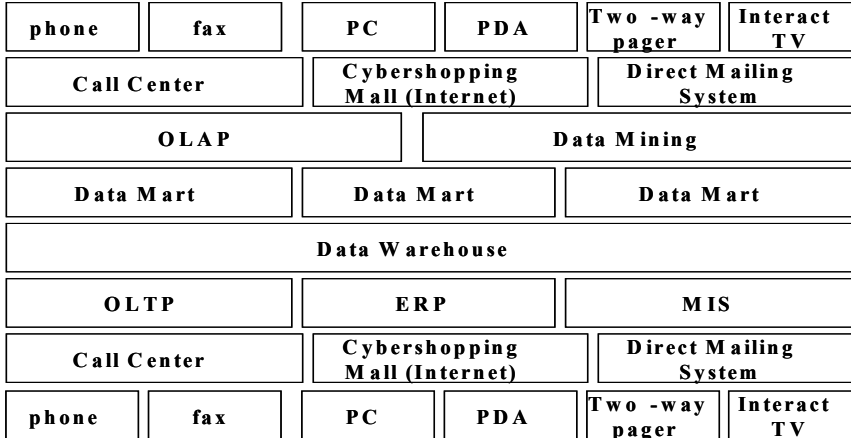 phone
fax
PC
PDA
Two -way
pager
Interact
TV
Call Center
Cybershopping
Mall (Internet)
Direct Mailing
System
OLAP
Data Mining
Data Mart
Data Mart
Data Mart
Data Warehouse
OLTP
ERP
MIS
Call Center
Cybershopping
Mall (Internet)
Direct Mailing
System
phone
fax
PC
PDA
Two -way
pager
Interact
TV